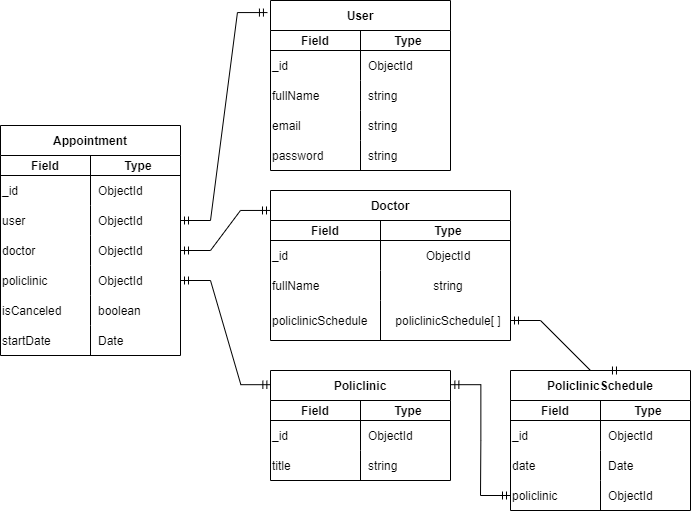 User
Field Type
_id ObjectId
fullName string
email string
password string
Appointment
Field Type
_id ObjectId
user ObjectId
doctor ObjectId
policlinic ObjectId
isCanceled boolean
startDate Date
Doctor
Field Type
_id ObjectId
fullName string
policlinicSchedule policlinicSchedule[ ]
Policlinic
Field Type
_id ObjectId
title string
PoliclinicSchedule
Field Type
_id ObjectId
date Date
policlinic ObjectId